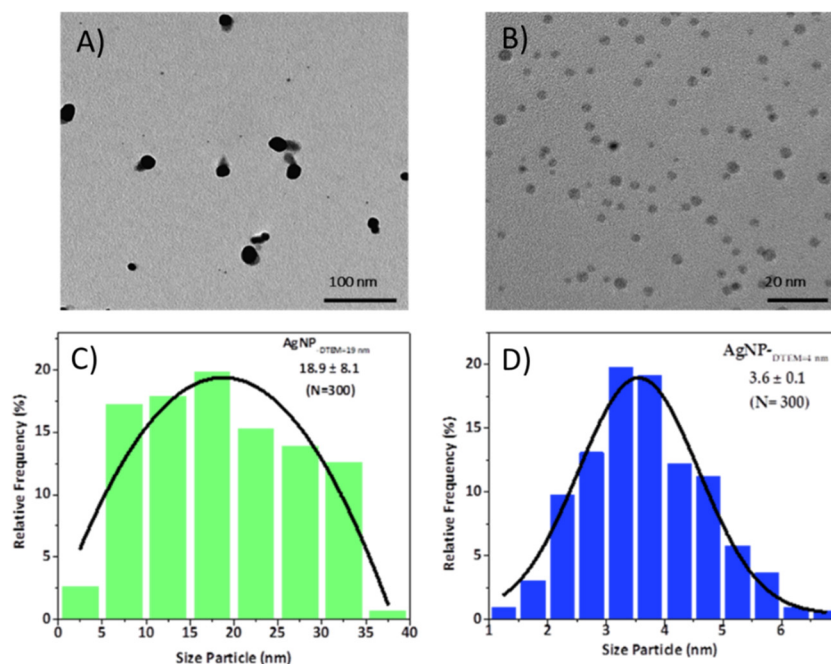 A)
100 nm
B)
20 nm
C)
AgNP-DTEM=19 nm
18.9 ± 8.1
(N=300)
20
15
10
5
0
Relative Frequency (%)
0 5 10 15 20 25 30 35 40
Size Particle (nm)
D)
AgNP-DTEM=4 nm
3.6 ± 0.1
(N= 300)
20
15
10
5
0
Relative Frequency (%)
1 2 3 4 5 6
Size Particle (nm)